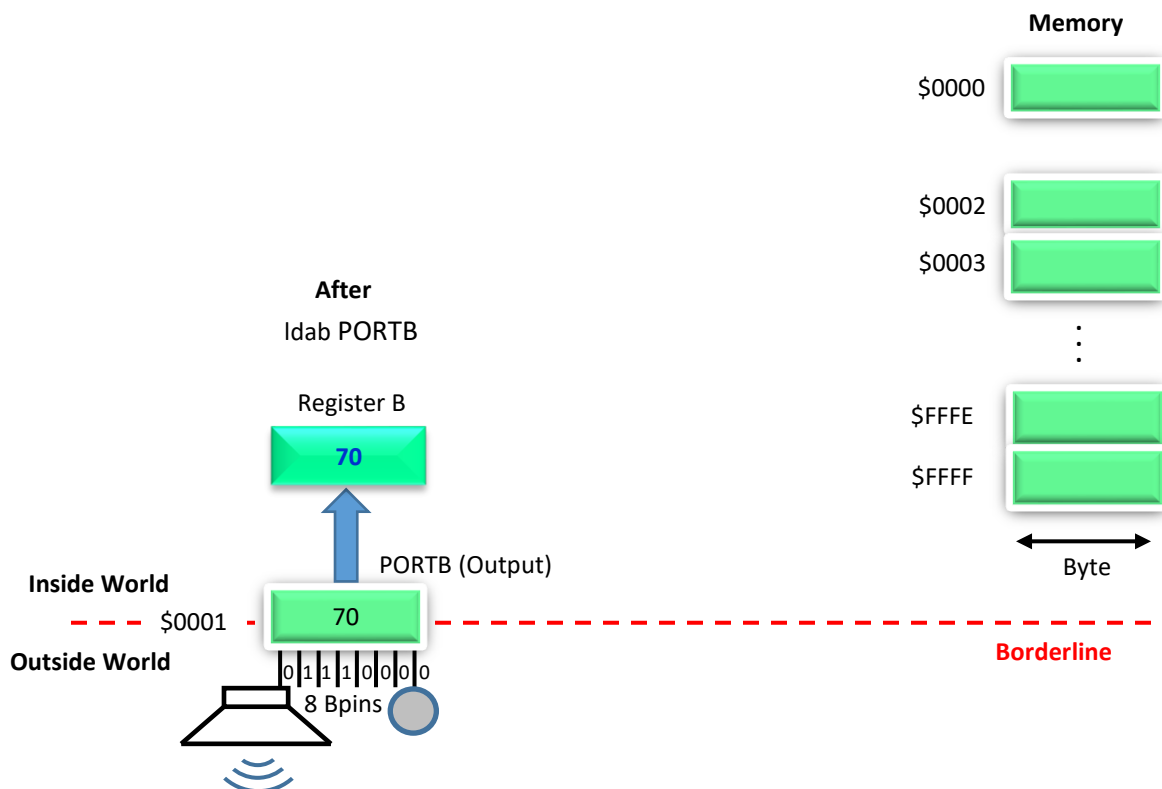 Memory
$0000
$0002
$0003
After
ldab PORTB
⋮
Register B
$FFFE
70
$FFFF
PORTB (Output)
Byte
Inside World
$0001
70
Outside World
Borderline
0 1 1 1 0 0 0 0
8 Bpins